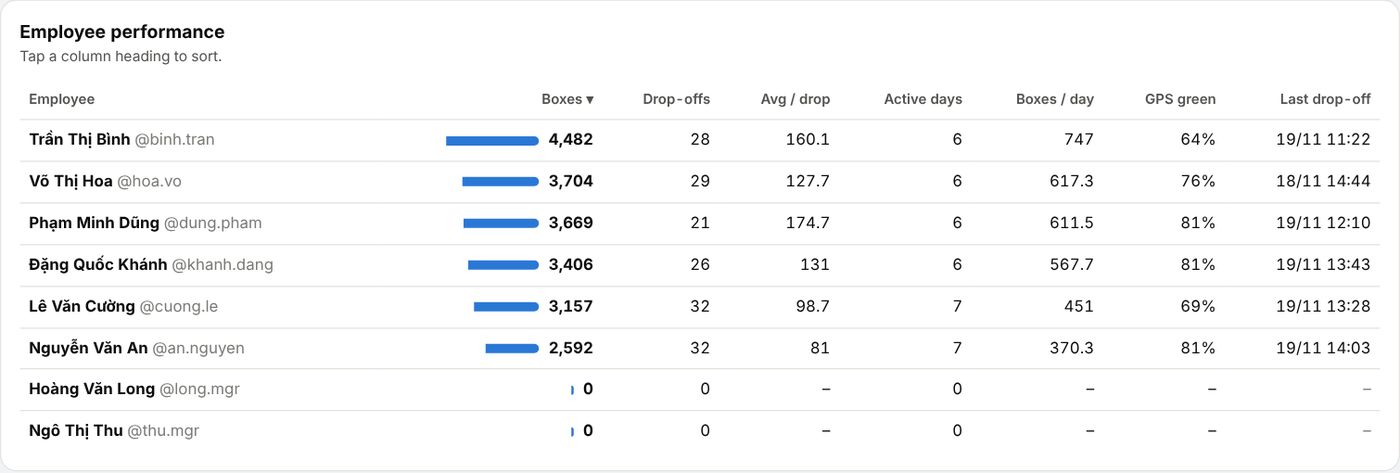 Employee performance
Tap a column heading to sort.
Employee Boxes ▾ Drop-offs Avg / drop Active days Boxes / day GPS green Last drop-off
Trần Thị Bình @binh.tran 4,482 28 160.1 6 747 64% 19/11 11:22
Võ Thị Hoa @hoa.vo 3,704 29 127.7 6 617.3 76% 18/11 14:44
Phạm Minh Dũng @dung.pham 3,669 21 174.7 6 611.5 81% 19/11 12:10
Đặng Quốc Khánh @khanh.dang 3,406 26 131 6 567.7 81% 19/11 13:43
Lê Văn Cường @cuong.le 3,157 32 98.7 7 451 69% 19/11 13:28
Nguyễn Văn An @an.nguyen 2,592 32 81 7 370.3 81% 19/11 14:03
Hoàng Văn Long @long.mgr 0 0 – 0 – – –
Ngô Thị Thu @thu.mgr 0 0 – 0 – – –